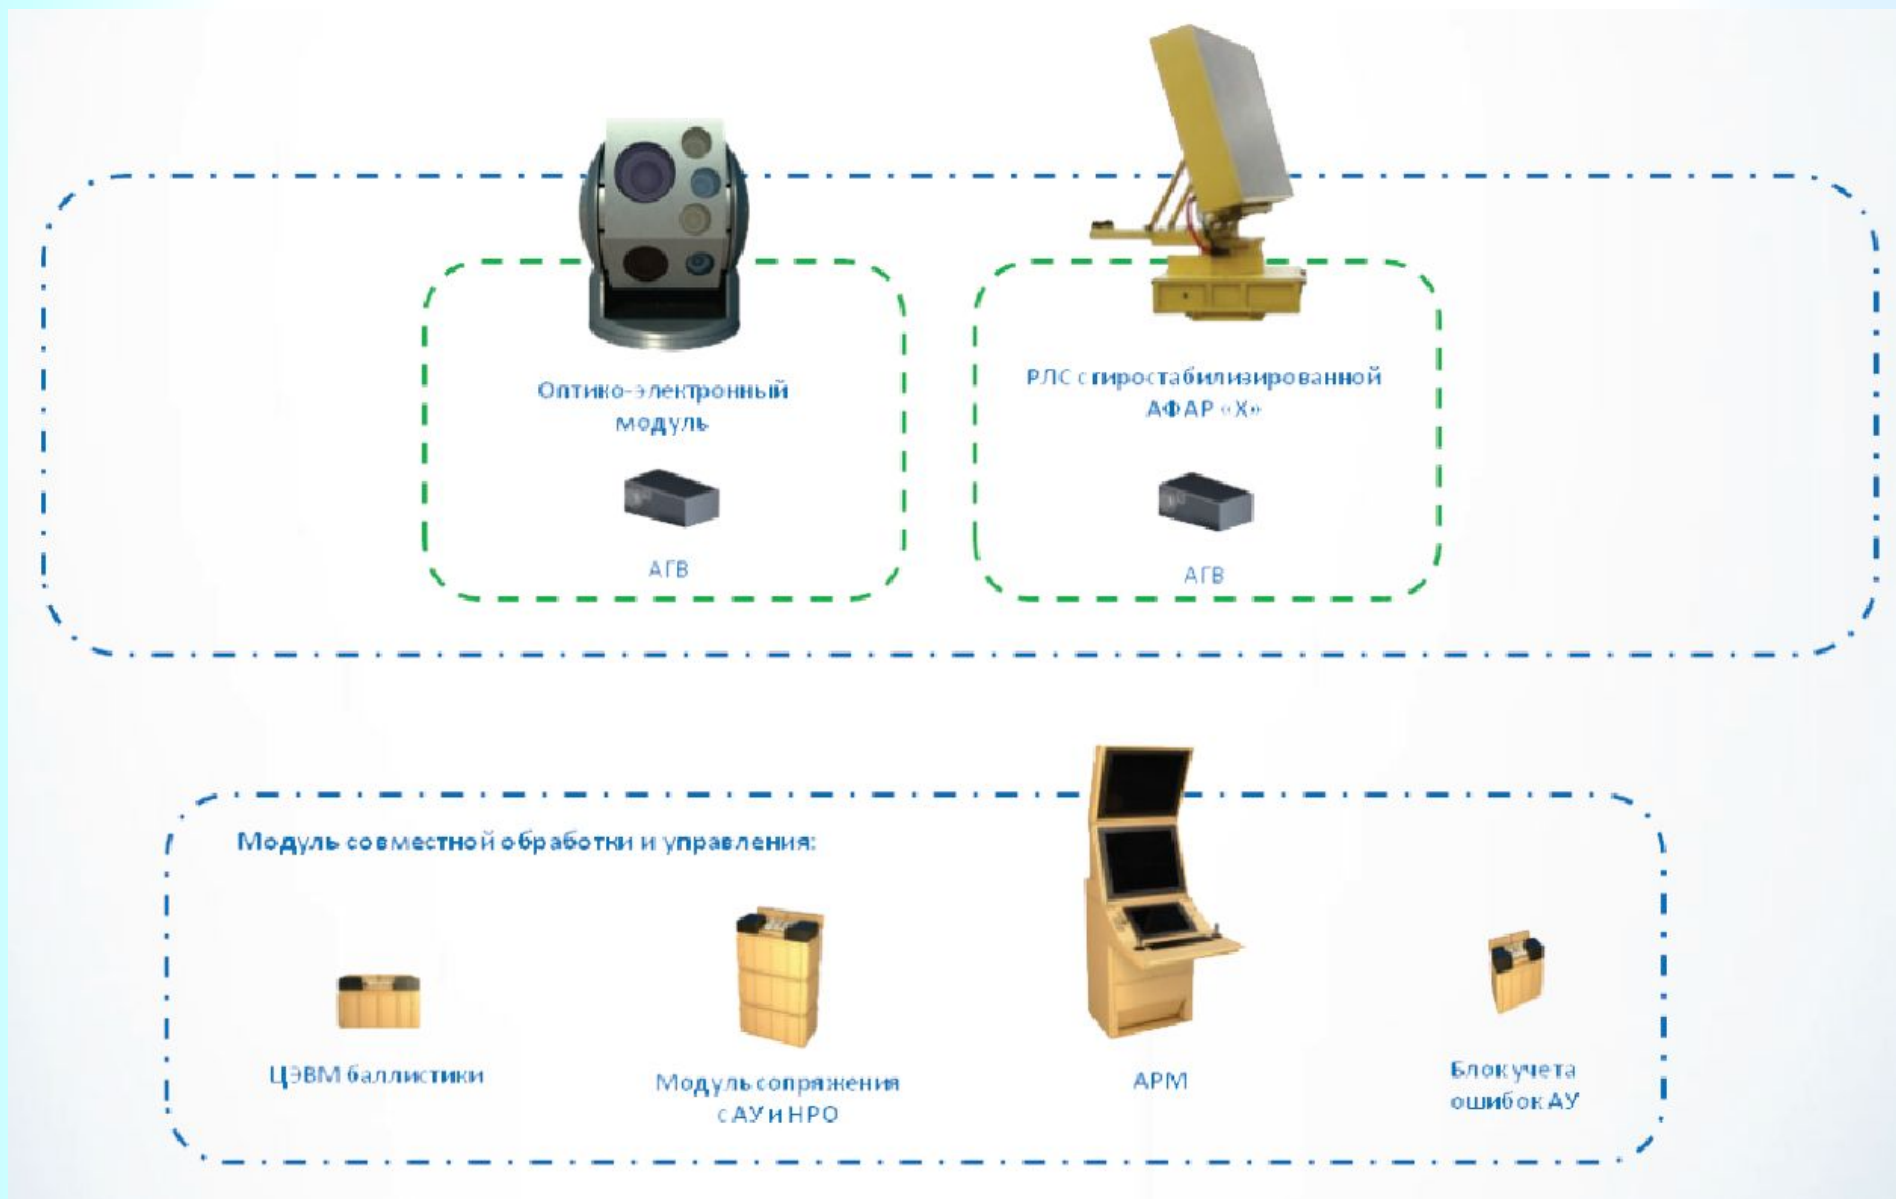 Оптико-электронный
модуль
АГВ
РЛС с гиростабилизированной
АФАР «Х»
АГВ
Модуль совместной обработки и управления:
ЦЭВМ баллистики
Модуль сопряжения
с АУ и НРО
АРМ
Блок учета
ошибок АУ